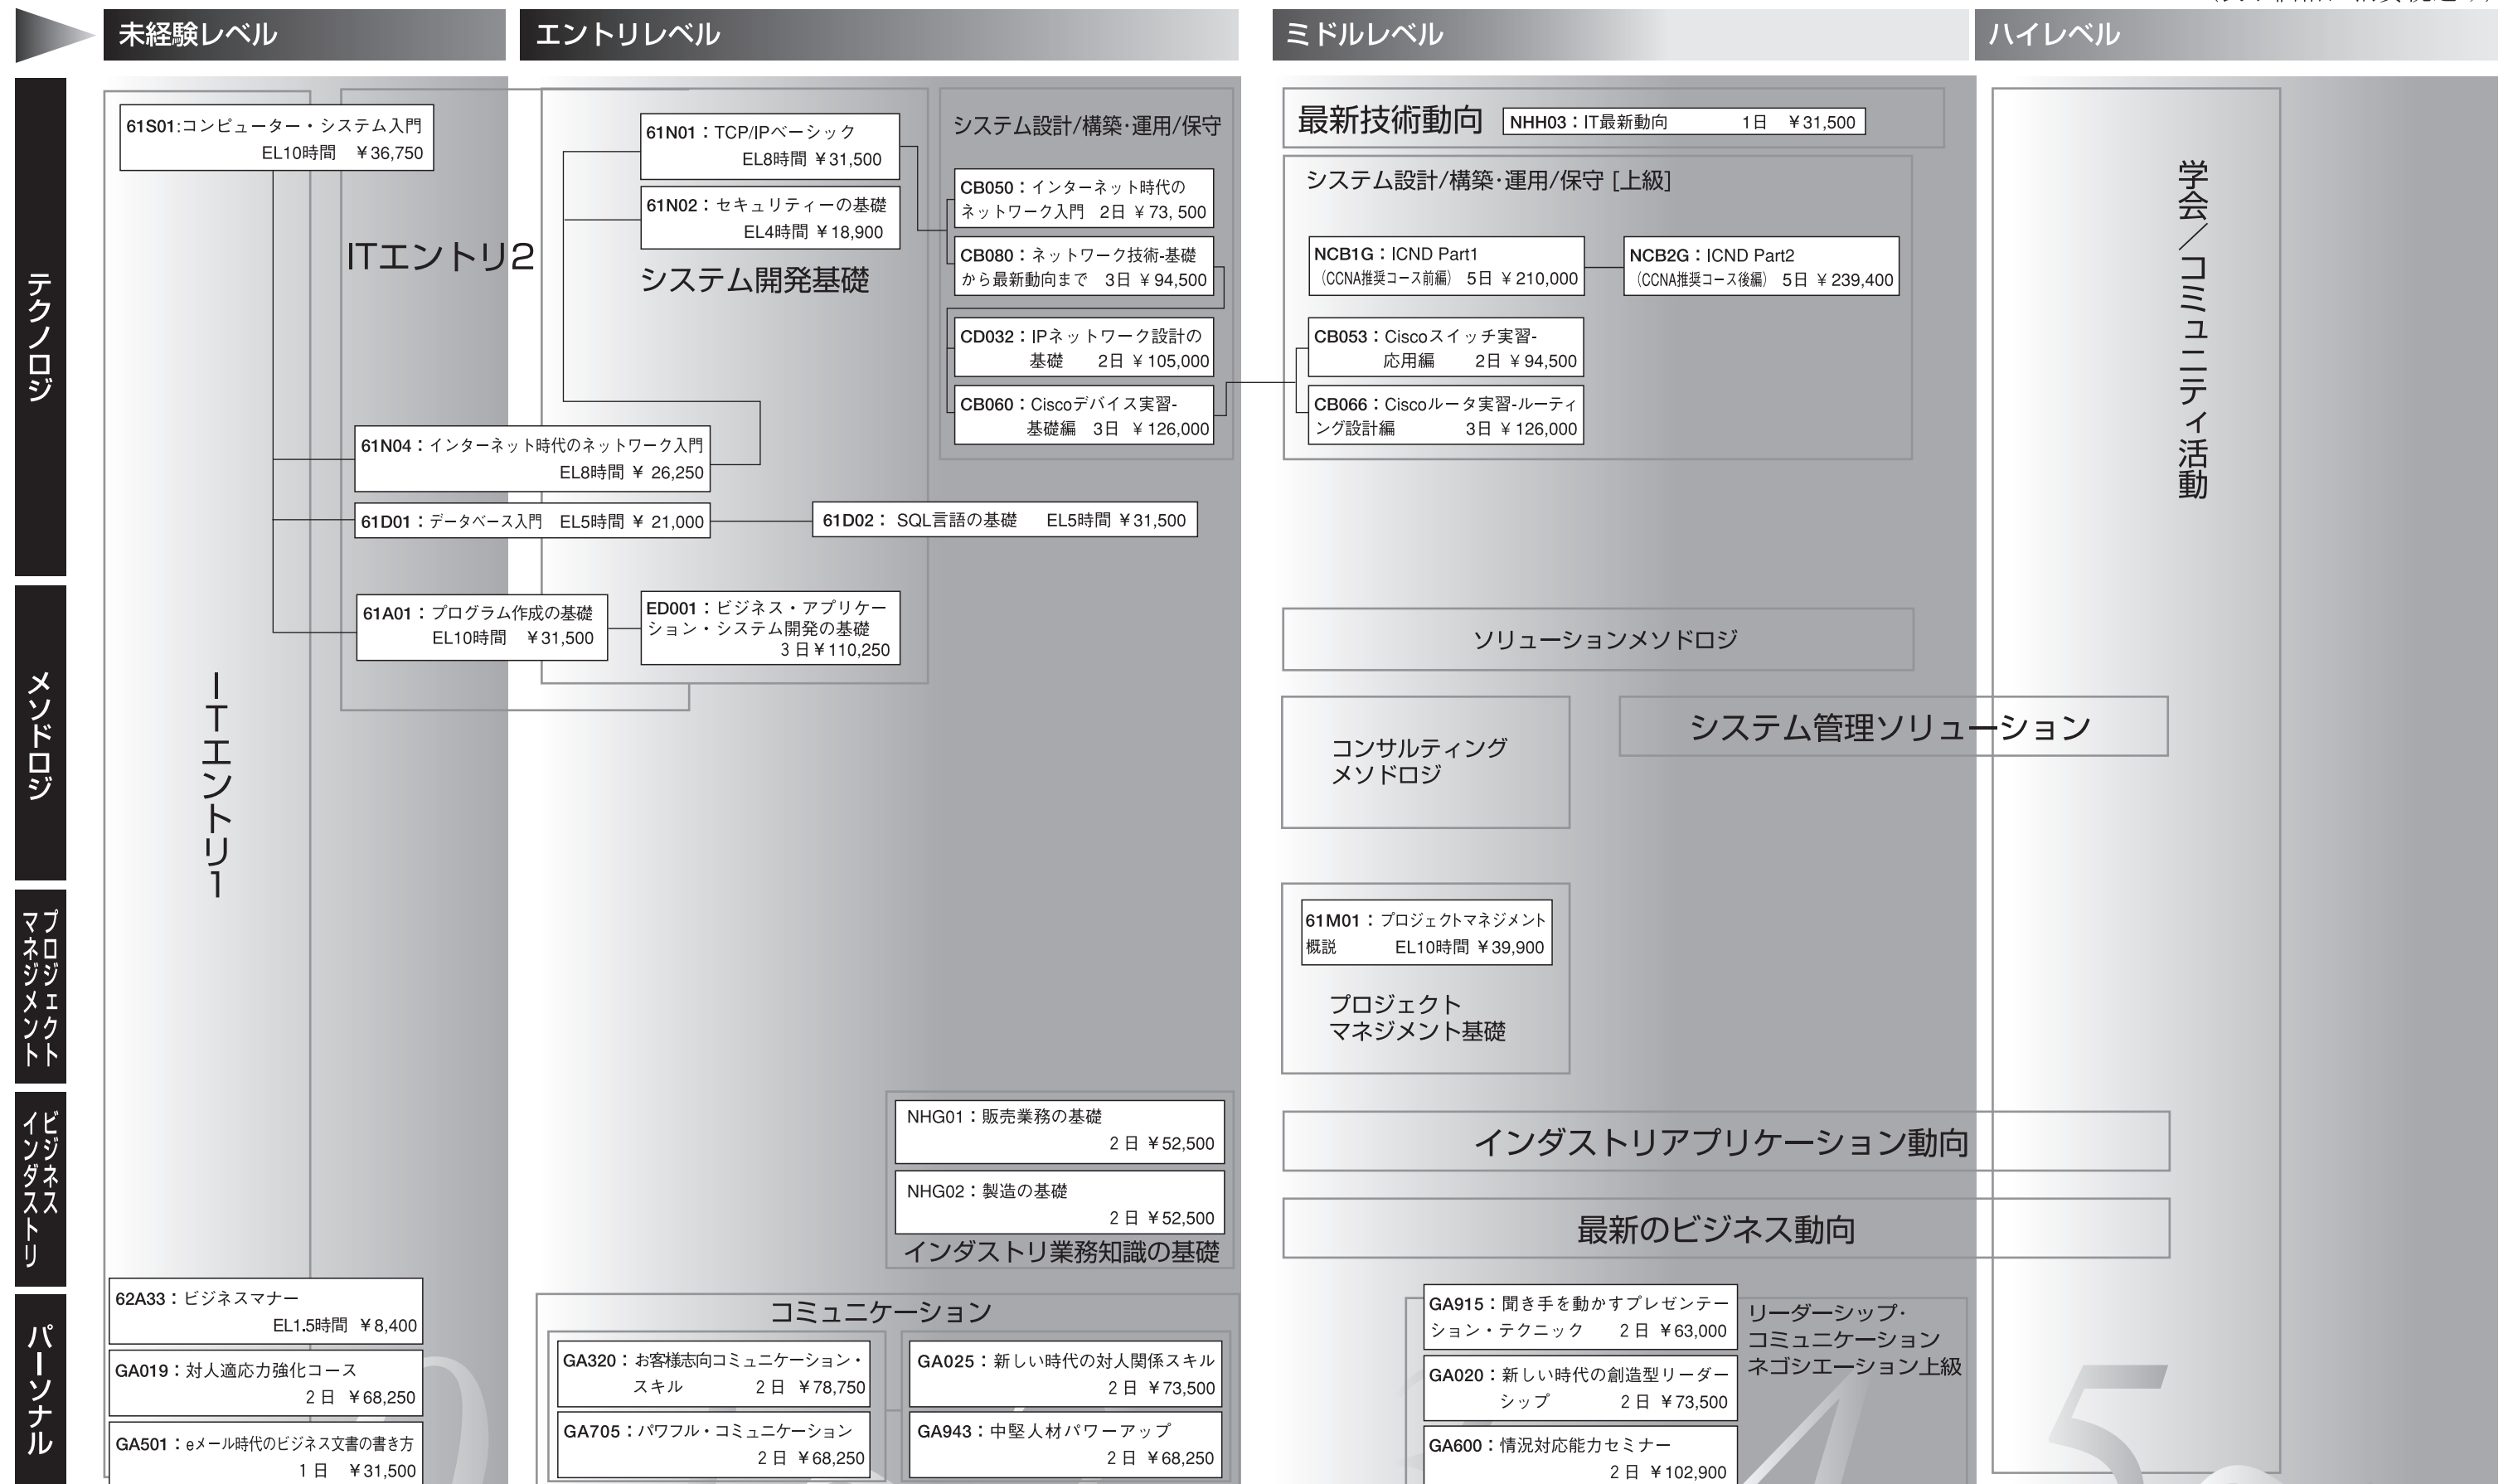 未経験レベル
エントリレベル
ミドルレベル
ハイレベル
テクノロジ
メソドロジ
プロジェクト
マネジメント
ビジネス
インダストリ
パーソナル
61S01:コンピューター・システム入門
EL10時間 ¥36,750
ITエントリ2
ITエントリ1
61N01：TCP/IPベーシック
EL8時間 ¥31,500
61N02：セキュリティーの基礎
EL4時間 ¥18,900
システム開発基礎
61N04：インターネット時代のネットワーク入門
EL8時間 ¥ 26,250
61D01：データベース入門 EL5時間 ¥ 21,000
61D02： SQL言語の基礎 EL5時間 ¥31,500
61A01：プログラム作成の基礎
EL10時間 ¥31,500
ED001：ビジネス・アプリケー
ション・システム開発の基礎
3 日¥110,250
システム設計/構築･運用/保守
CB050：インターネット時代の
ネットワーク入門 2日 ¥73, 500
CB080：ネットワーク技術-基礎
から最新動向まで 3日 ¥ 94,500
CD032：IPネットワーク設計の
基礎 2日 ¥ 105,000
CB060：Ciscoデバイス実習-
基礎編 3日 ¥126,000
最新技術動向
NHH03：IT最新動向 1日 ¥31,500
システム設計/構築･運用/保守 [上級]
NCB1G：ICND Part1
（CCNA推奨コース前編） 5日 ¥210,000
NCB2G：ICND Part2
（CCNA推奨コース後編） 5日 ¥239,400
CB053：Ciscoスイッチ実習-
応用編 2日 ¥94,500
CB066：Ciscoルータ実習-ルーティ
ング設計編 3日 ¥126,000
学会／コミュニティ活動
ソリューションメソドロジ
コンサルティング
メソドロジ
システム管理ソリューション
61M01：プロジェクトマネジメント
概説 EL10時間 ¥39,900
プロジェクト
マネジメント基礎
NHG01：販売業務の基礎
2 日 ¥52,500
NHG02：製造の基礎
2 日 ¥52,500
インダストリ業務知識の基礎
インダストリアプリケーション動向
最新のビジネス動向
62A33：ビジネスマナー
EL1.5時間 ¥8,400
GA019：対人適応力強化コース
2 日 ¥68,250
GA501：eメール時代のビジネス文書の書き方
1 日 ¥31,500
コミュニケーション
GA320：お客様志向コミュニケーション・
スキル 2 日 ¥78,750
GA705：パワフル・コミュニケーション
2 日 ¥68,250
GA025：新しい時代の対人関係スキル
2 日 ¥73,500
GA943：中堅人材パワーアップ
2 日 ¥68,250
GA915：聞き手を動かすプレゼンテー
ション・テクニック 2 日 ¥63,000
GA020：新しい時代の創造型リーダー
シップ 2 日 ¥73,500
GA600：情況対応能力セミナー
2 日 ¥102,900
リーダーシップ･
コミュニケーション
ネゴシエーション上級
4
5